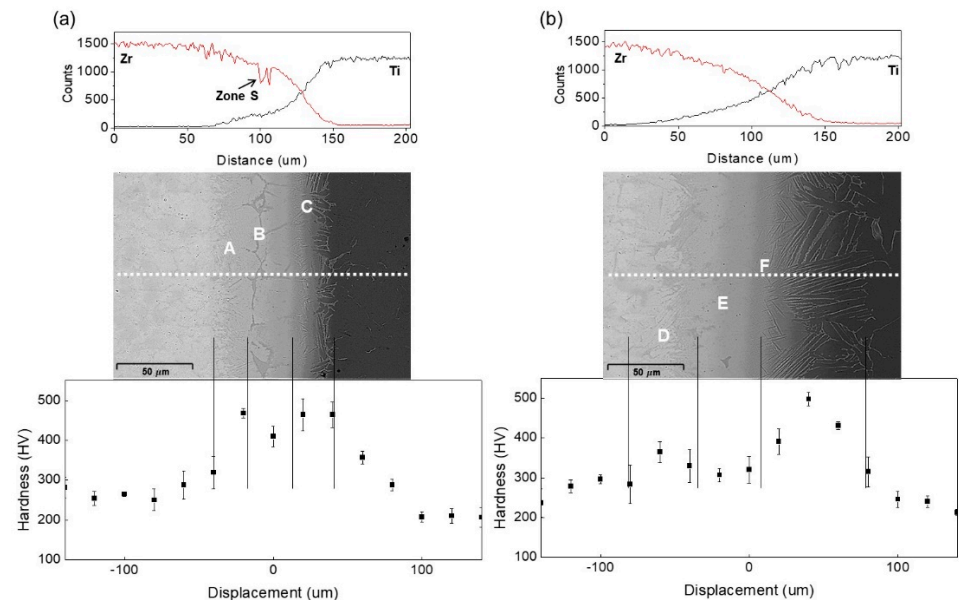 (a)
1500
1000
500
0
Counts
Zr
Ti
Zone S
0 50 100 150 200
Distance (um)
A
B
C
50 μm
500
400
300
200
100
Hardness (HV)
-100 0 100
Displacement (um)
(b)
1500
1000
500
0
Counts
Zr
Ti
0 50 100 150 200
Distance (um)
F
E
D
50 μm
500
400
300
200
100
Hardness (HV)
-100 0 100
Displacement (um)